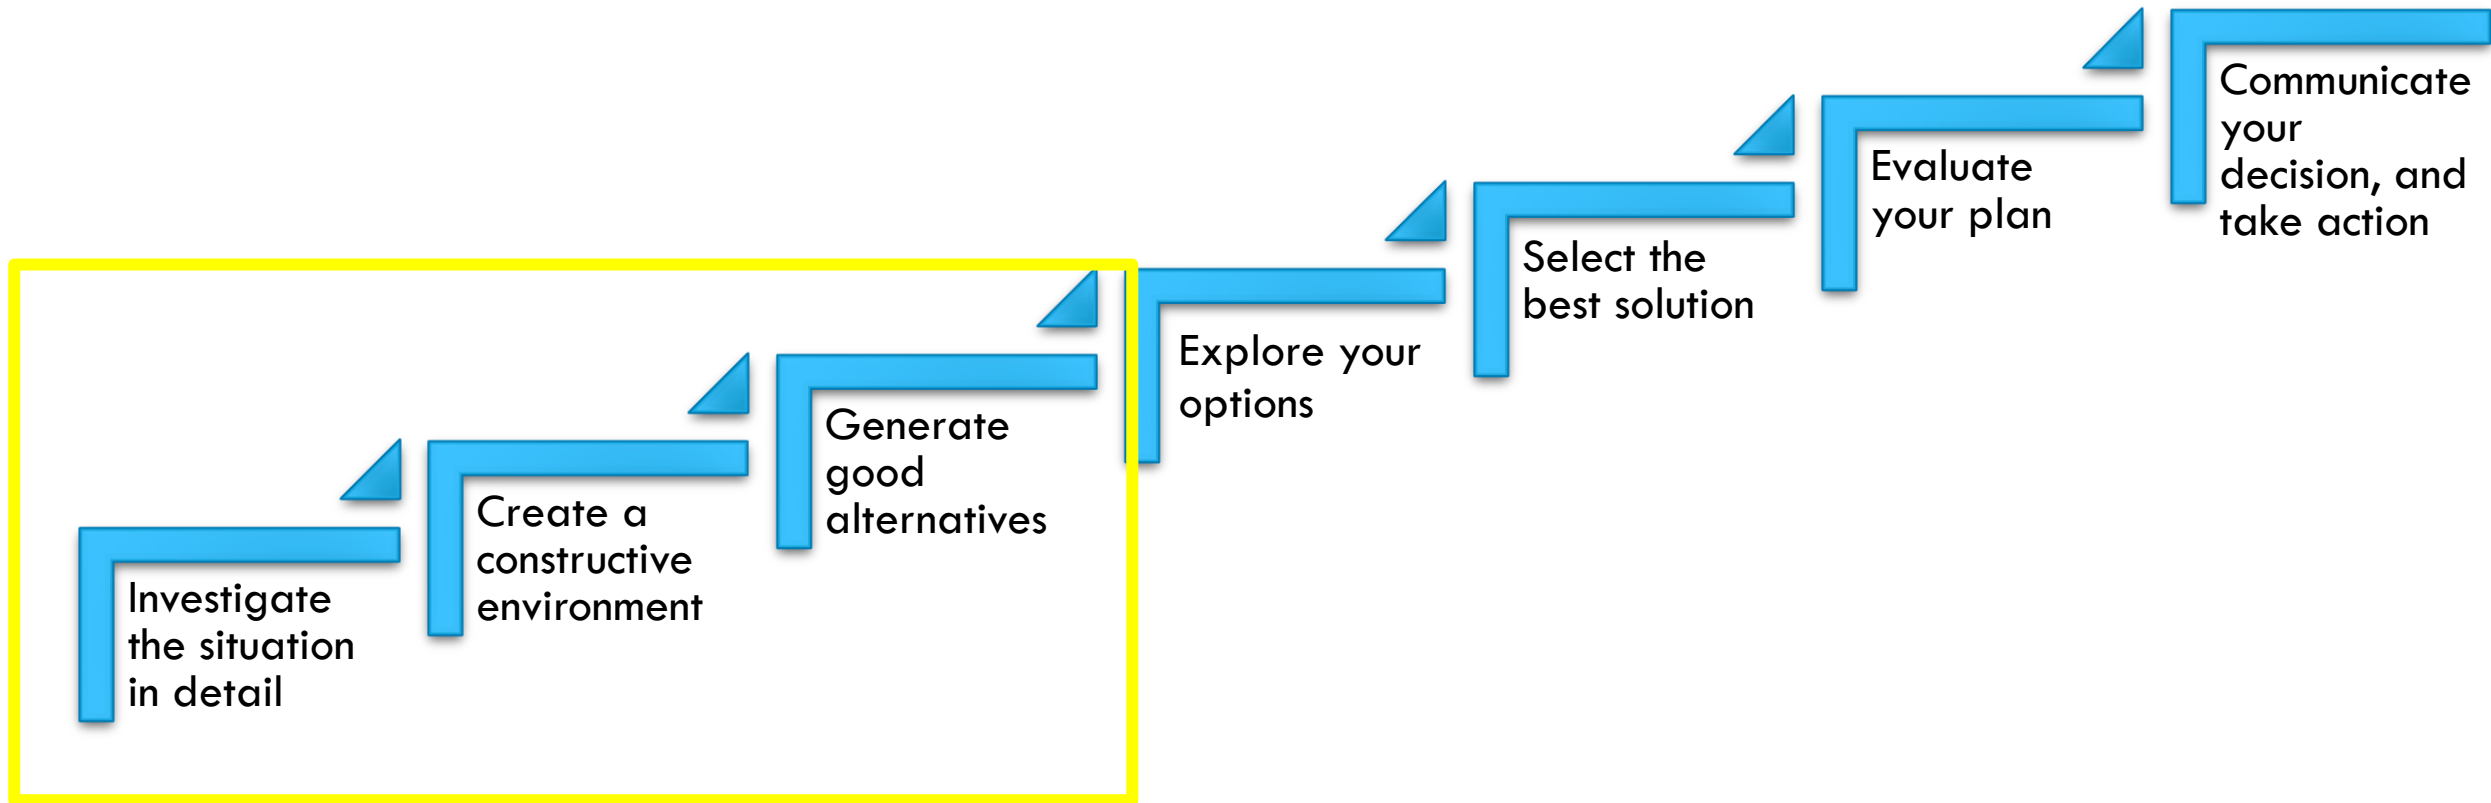 Investigate
the situation
in detail
Create a
constructive
environment
Generate
good
alternatives
Explore your
options
Select the
best solution
Evaluate
your plan
Communicate
your
decision, and
take action